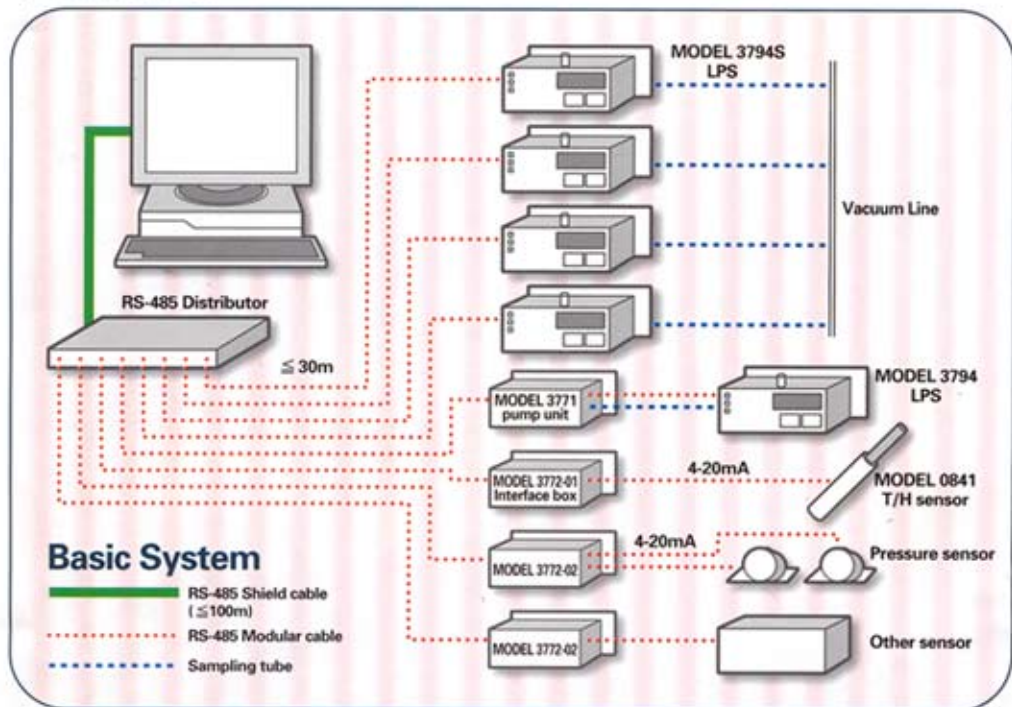 MODEL 3794S
LPS
Vacuum Line
RS-485 Distributor
≦ 30m
MODEL 3771
pump unit
MODEL 3794
LPS
MODEL 3772-01
Interface box
4-20mA
MODEL 0841
T/H sensor
MODEL 3772-02
4-20mA
Pressure sensor
MODEL 3772-02
Other sensor
Basic System
RS-485 Shield cable
(≦100m)
RS-485 Modular cable
Sampling tube